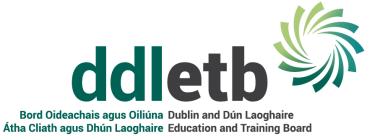 ddletb
Bord Oideachais agus Oiliúna Dublin and Dún Laoghaire
Átha Cliath agus Dhún Laoghaire Education and Training Board